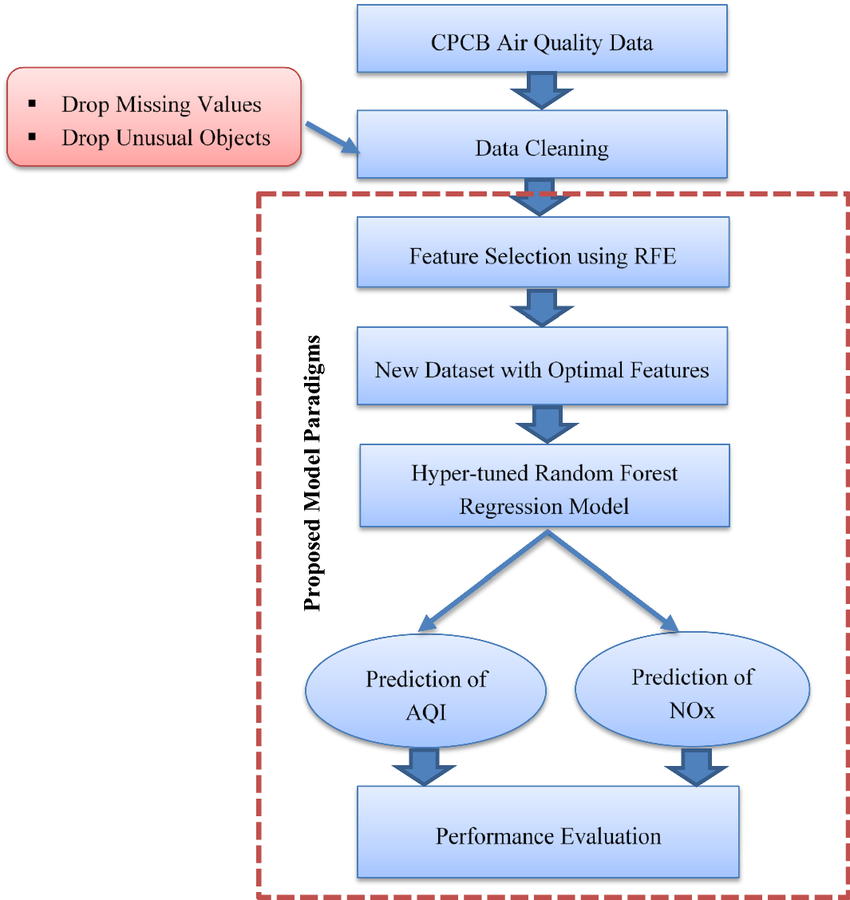 CPCB Air Quality Data
▪ Drop Missing Values
▪ Drop Unusual Objects
Data Cleaning
Feature Selection using RFE
New Dataset with Optimal Features
Proposed Model Paradigms
Hyper-tuned Random Forest
Regression Model
Prediction of
AQI
Prediction of
NOx
Performance Evaluation